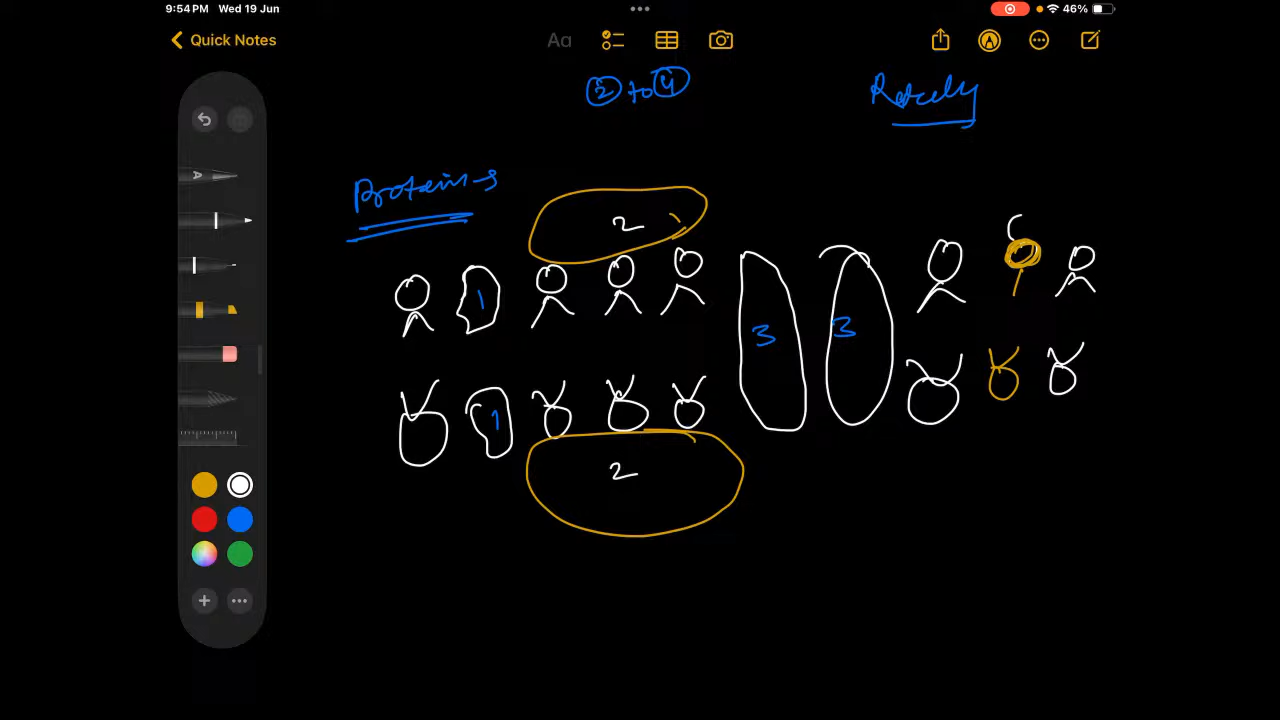 9:54 PM Wed 19 Jun
46%
Quick Notes
Aa
2 to 4
Rarely
Proteins
2
1
3
3
1
2
A